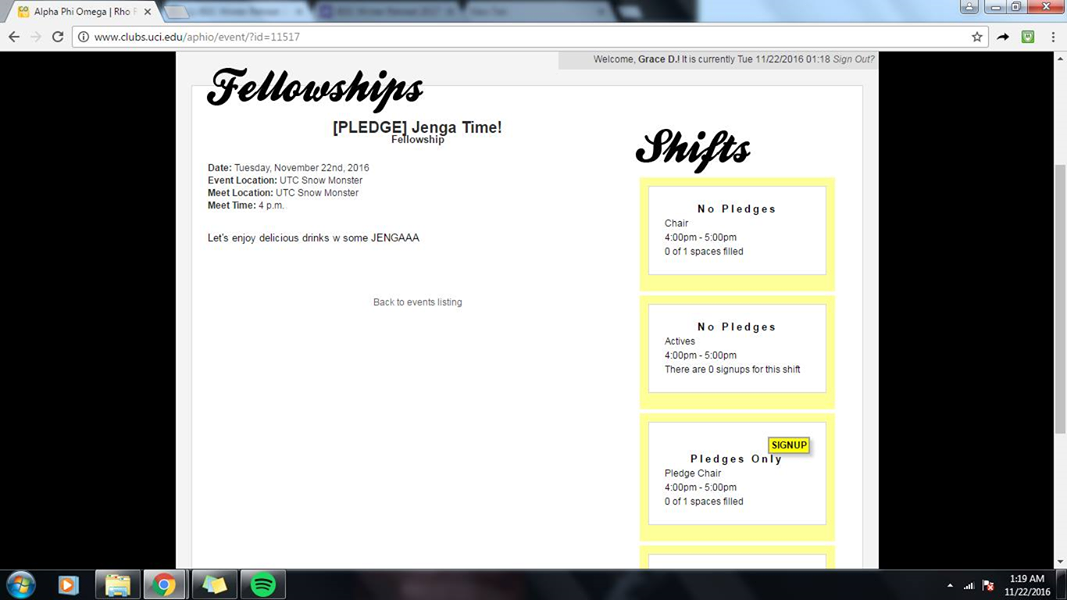 Alpha Phi Omega | Rho
www.clubs.uci.edu/aphio/event/?id=11517
Welcome, Grace D.! It is currently Tue 11/22/2016 01:18 Sign Out?
Fellowships
[PLEDGE] Jenga Time!
Fellowship
Date: Tuesday, November 22nd, 2016
Event Location: UTC Snow Monster
Meet Location: UTC Snow Monster
Meet Time: 4 p.m.
Let's enjoy delicious drinks w some JENGAAA
Back to events listing
Shifts
No Pledges
Chair
4:00pm - 5:00pm
0 of 1 spaces filled
No Pledges
Actives
4:00pm - 5:00pm
There are 0 signups for this shift
SIGNUP
Pledges Only
Pledge Chair
4:00pm - 5:00pm
0 of 1 spaces filled
1:19 AM
11/22/2016